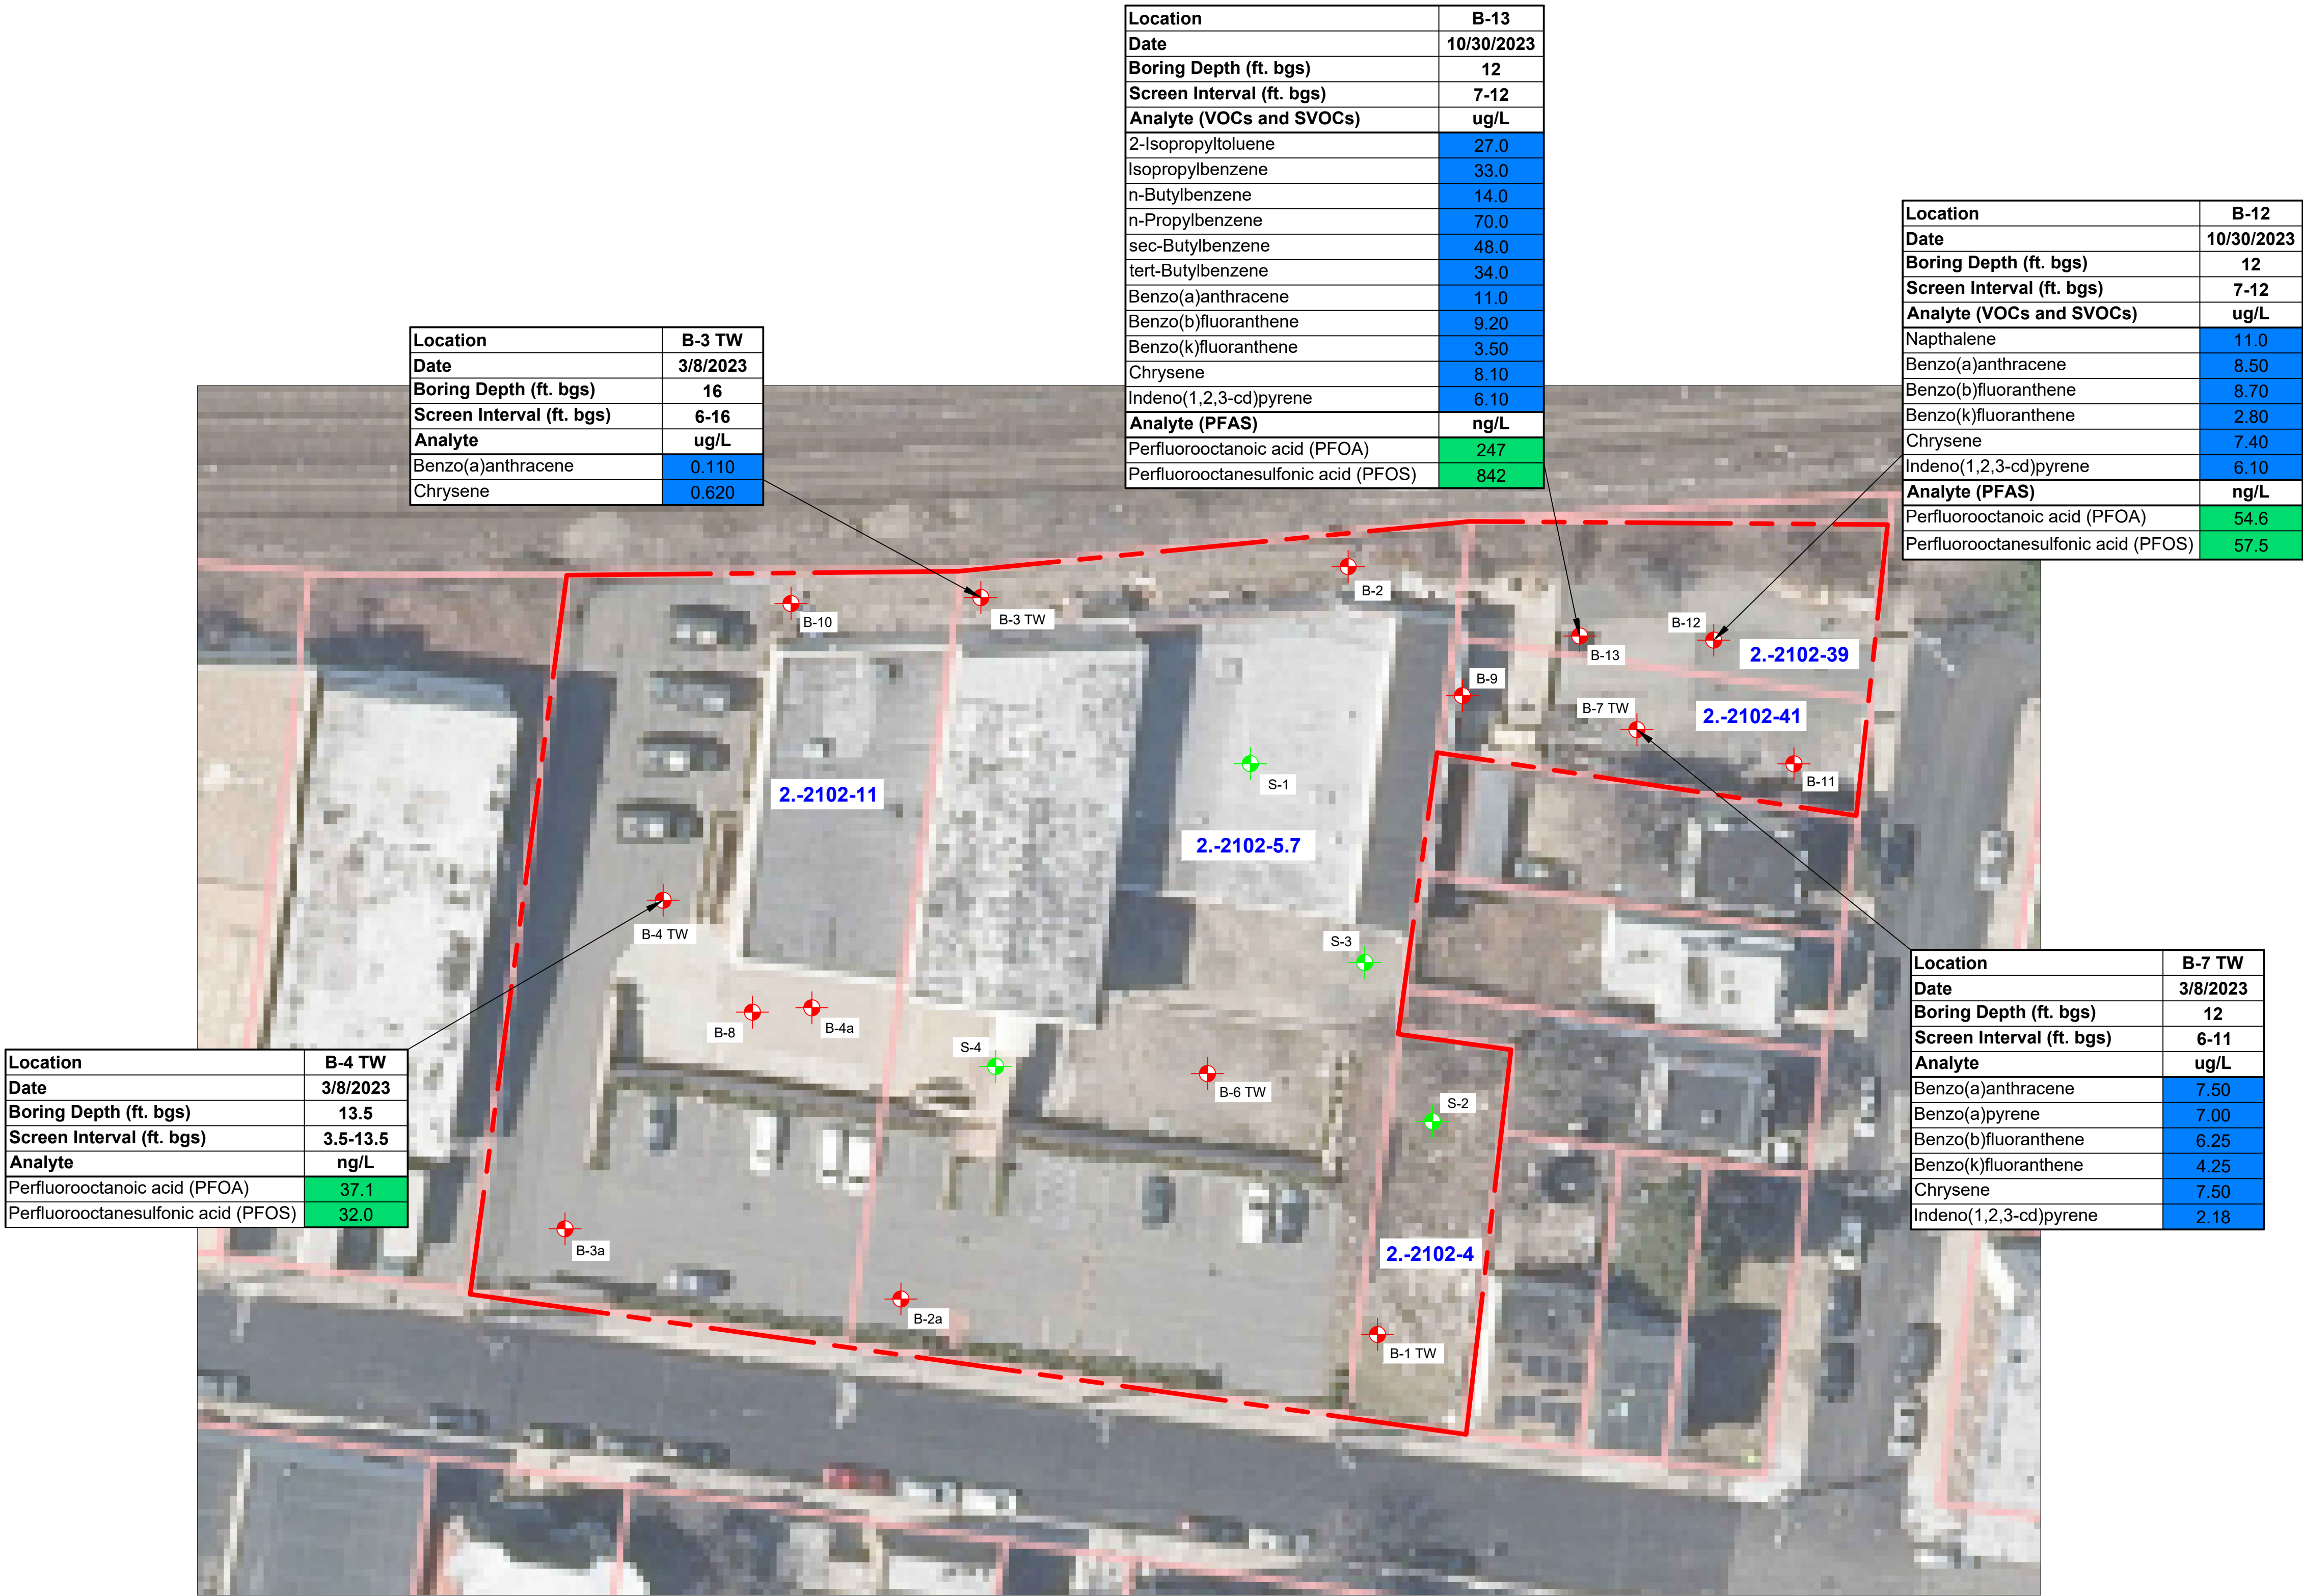 Location B-13
Date 10/30/2023
Boring Depth (ft. bgs) 12
Screen Interval (ft. bgs) 7-12
Analyte (VOCs and SVOCs) ug/L
2-Isopropyltoluene 27.0
Isopropylbenzene 33.0
n-Butylbenzene 14.0
n-Propylbenzene 70.0
sec-Butylbenzene 48.0
tert-Butylbenzene 34.0
Benzo(a)anthracene 11.0
Benzo(b)fluoranthene 9.20
Benzo(k)fluoranthene 3.50
Chrysene 8.10
Indeno(1,2,3-cd)pyrene 6.10
Analyte (PFAS) ng/L
Perfluorooctanoic acid (PFOA) 247
Perfluorooctanesulfonic acid (PFOS) 842
Location B-12
Date 10/30/2023
Boring Depth (ft. bgs) 12
Screen Interval (ft. bgs) 7-12
Analyte (VOCs and SVOCs) ug/L
Napthalene 11.0
Benzo(a)anthracene 8.50
Benzo(b)fluoranthene 8.70
Benzo(k)fluoranthene 2.80
Chrysene 7.40
Indeno(1,2,3-cd)pyrene 6.10
Analyte (PFAS) ng/L
Perfluorooctanoic acid (PFOA) 54.6
Perfluorooctanesulfonic acid (PFOS) 57.5
Location B-3 TW
Date 3/8/2023
Boring Depth (ft. bgs) 16
Screen Interval (ft. bgs) 6-16
Analyte ug/L
Benzo(a)anthracene 0.110
Chrysene 0.620
B-2
B-10
B-3 TW
B-12
B-13
2.-2102-39
B-9
B-7 TW
2.-2102-41
B-11
S-1
2.-2102-11
2.-2102-5.7
B-4 TW
S-3
B-8
B-4a
S-4
B-6 TW
S-2
B-3a
2.-2102-4
B-2a
B-1 TW
Location B-4 TW
Date 3/8/2023
Boring Depth (ft. bgs) 13.5
Screen Interval (ft. bgs) 3.5-13.5
Analyte ng/L
Perfluorooctanoic acid (PFOA) 37.1
Perfluorooctanesulfonic acid (PFOS) 32.0
Location B-7 TW
Date 3/8/2023
Boring Depth (ft. bgs) 12
Screen Interval (ft. bgs) 6-11
Analyte ug/L
Benzo(a)anthracene 7.50
Benzo(a)pyrene 7.00
Benzo(b)fluoranthene 6.25
Benzo(k)fluoranthene 4.25
Chrysene 7.50
Indeno(1,2,3-cd)pyrene 2.18